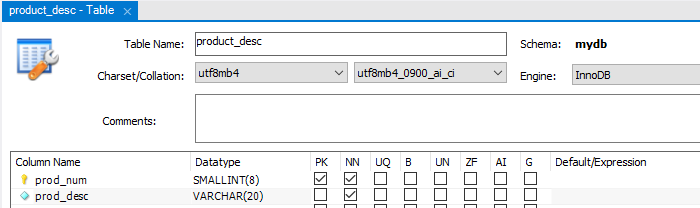 product_desc - Table ×
Table Name: product_desc Schema: mydb
Charset/Collation: utf8mb4 utf8mb4_0900_ai_ci Engine: InnoDB
Comments:
Column Name Datatype PK NN UQ B UN ZF AI G Default/Expression
prod_num SMALLINT(8)
prod_desc VARCHAR(20)